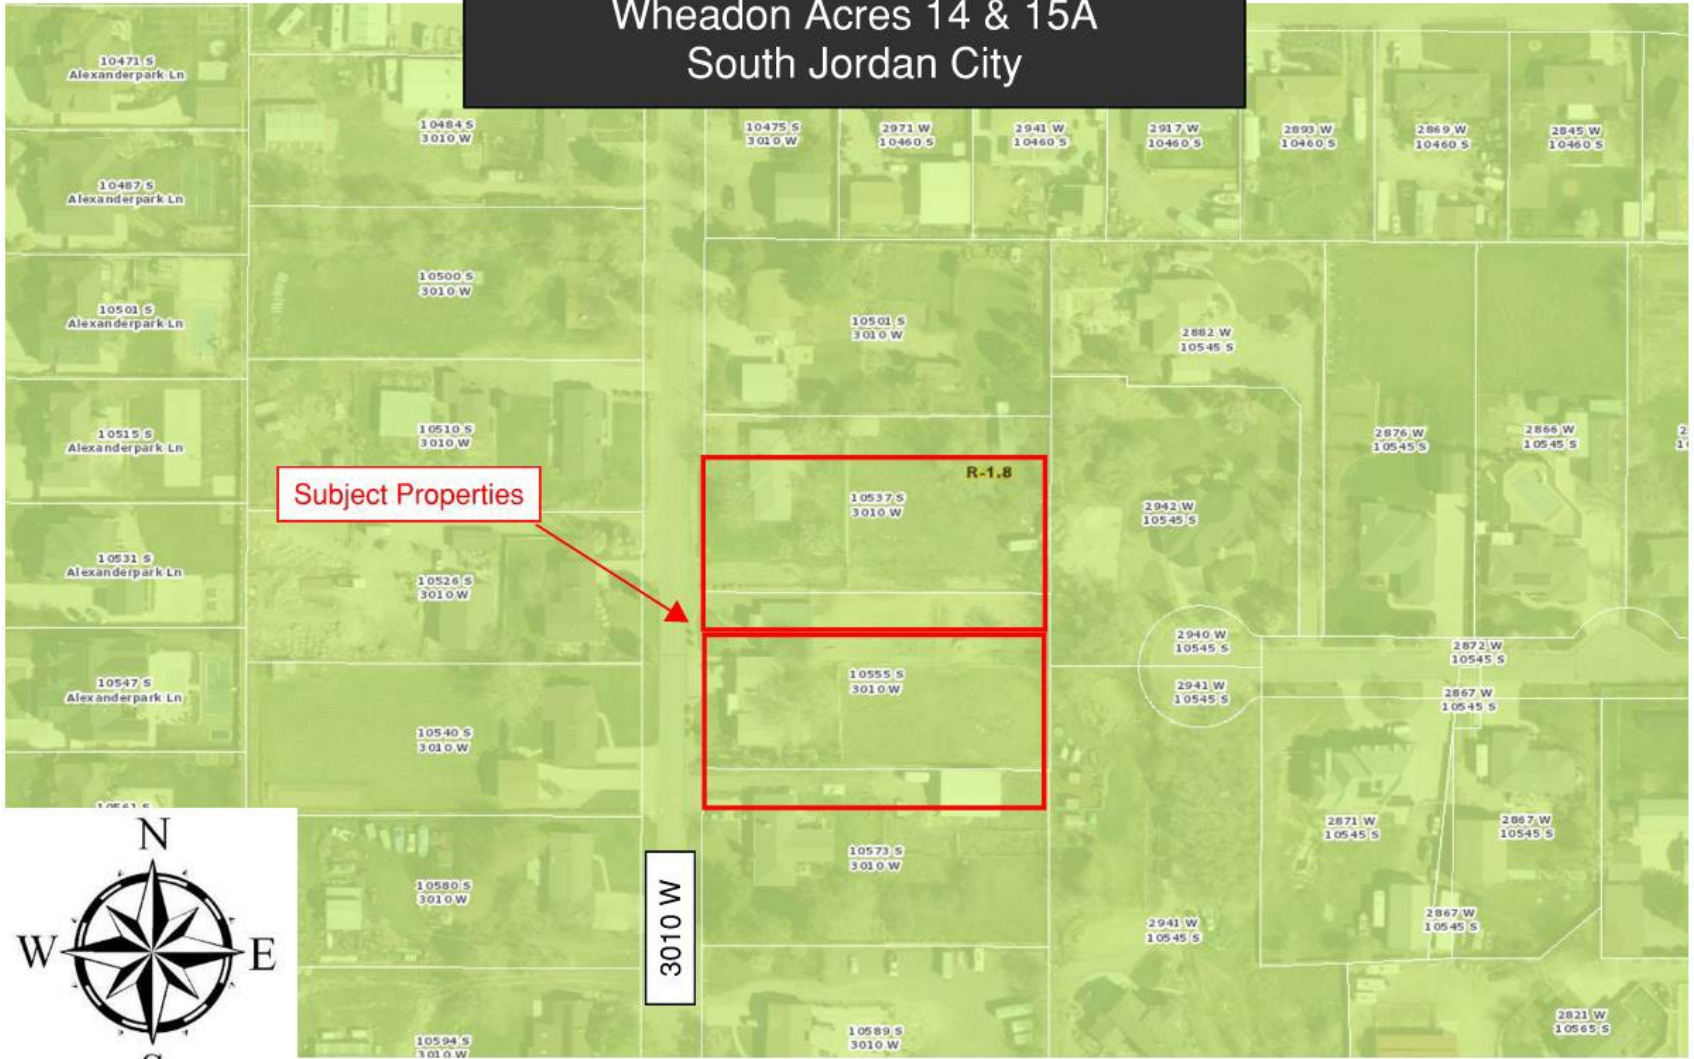 Wheadon Acres 14 & 15A
South Jordan City
10471 S
Alexanderpark Ln
10484 S
3010 W
10475 S
3010 W
2971 W
10460 S
2941 W
10460 S
2917 W
10460 S
2893 W
10460 S
2869 W
10460 S
2845 W
10460 S
10487 S
Alexanderpark Ln
10500 S
3010 W
10501 S
Alexanderpark Ln
10501 S
3010 W
2882 W
10545 S
10515 S
Alexanderpark Ln
10510 S
3010 W
2876 W
10545 S
2866 W
10545 S
R-1.8
Subject Properties
10537 S
3010 W
2942 W
10545 S
10531 S
Alexanderpark Ln
10526 S
3010 W
2940 W
10545 S
2872 W
10545 S
10547 S
Alexanderpark Ln
10555 S
3010 W
2941 W
10545 S
2867 W
10545 S
10540 S
3010 W
10561 S
2871 W
10545 S
2867 W
10545 S
N
W
E
S
10580 S
3010 W
3010 W
10573 S
3010 W
2941 W
10545 S
2867 W
10545 S
10594 S
3010 W
10589 S
3010 W
2821 W
10565 S